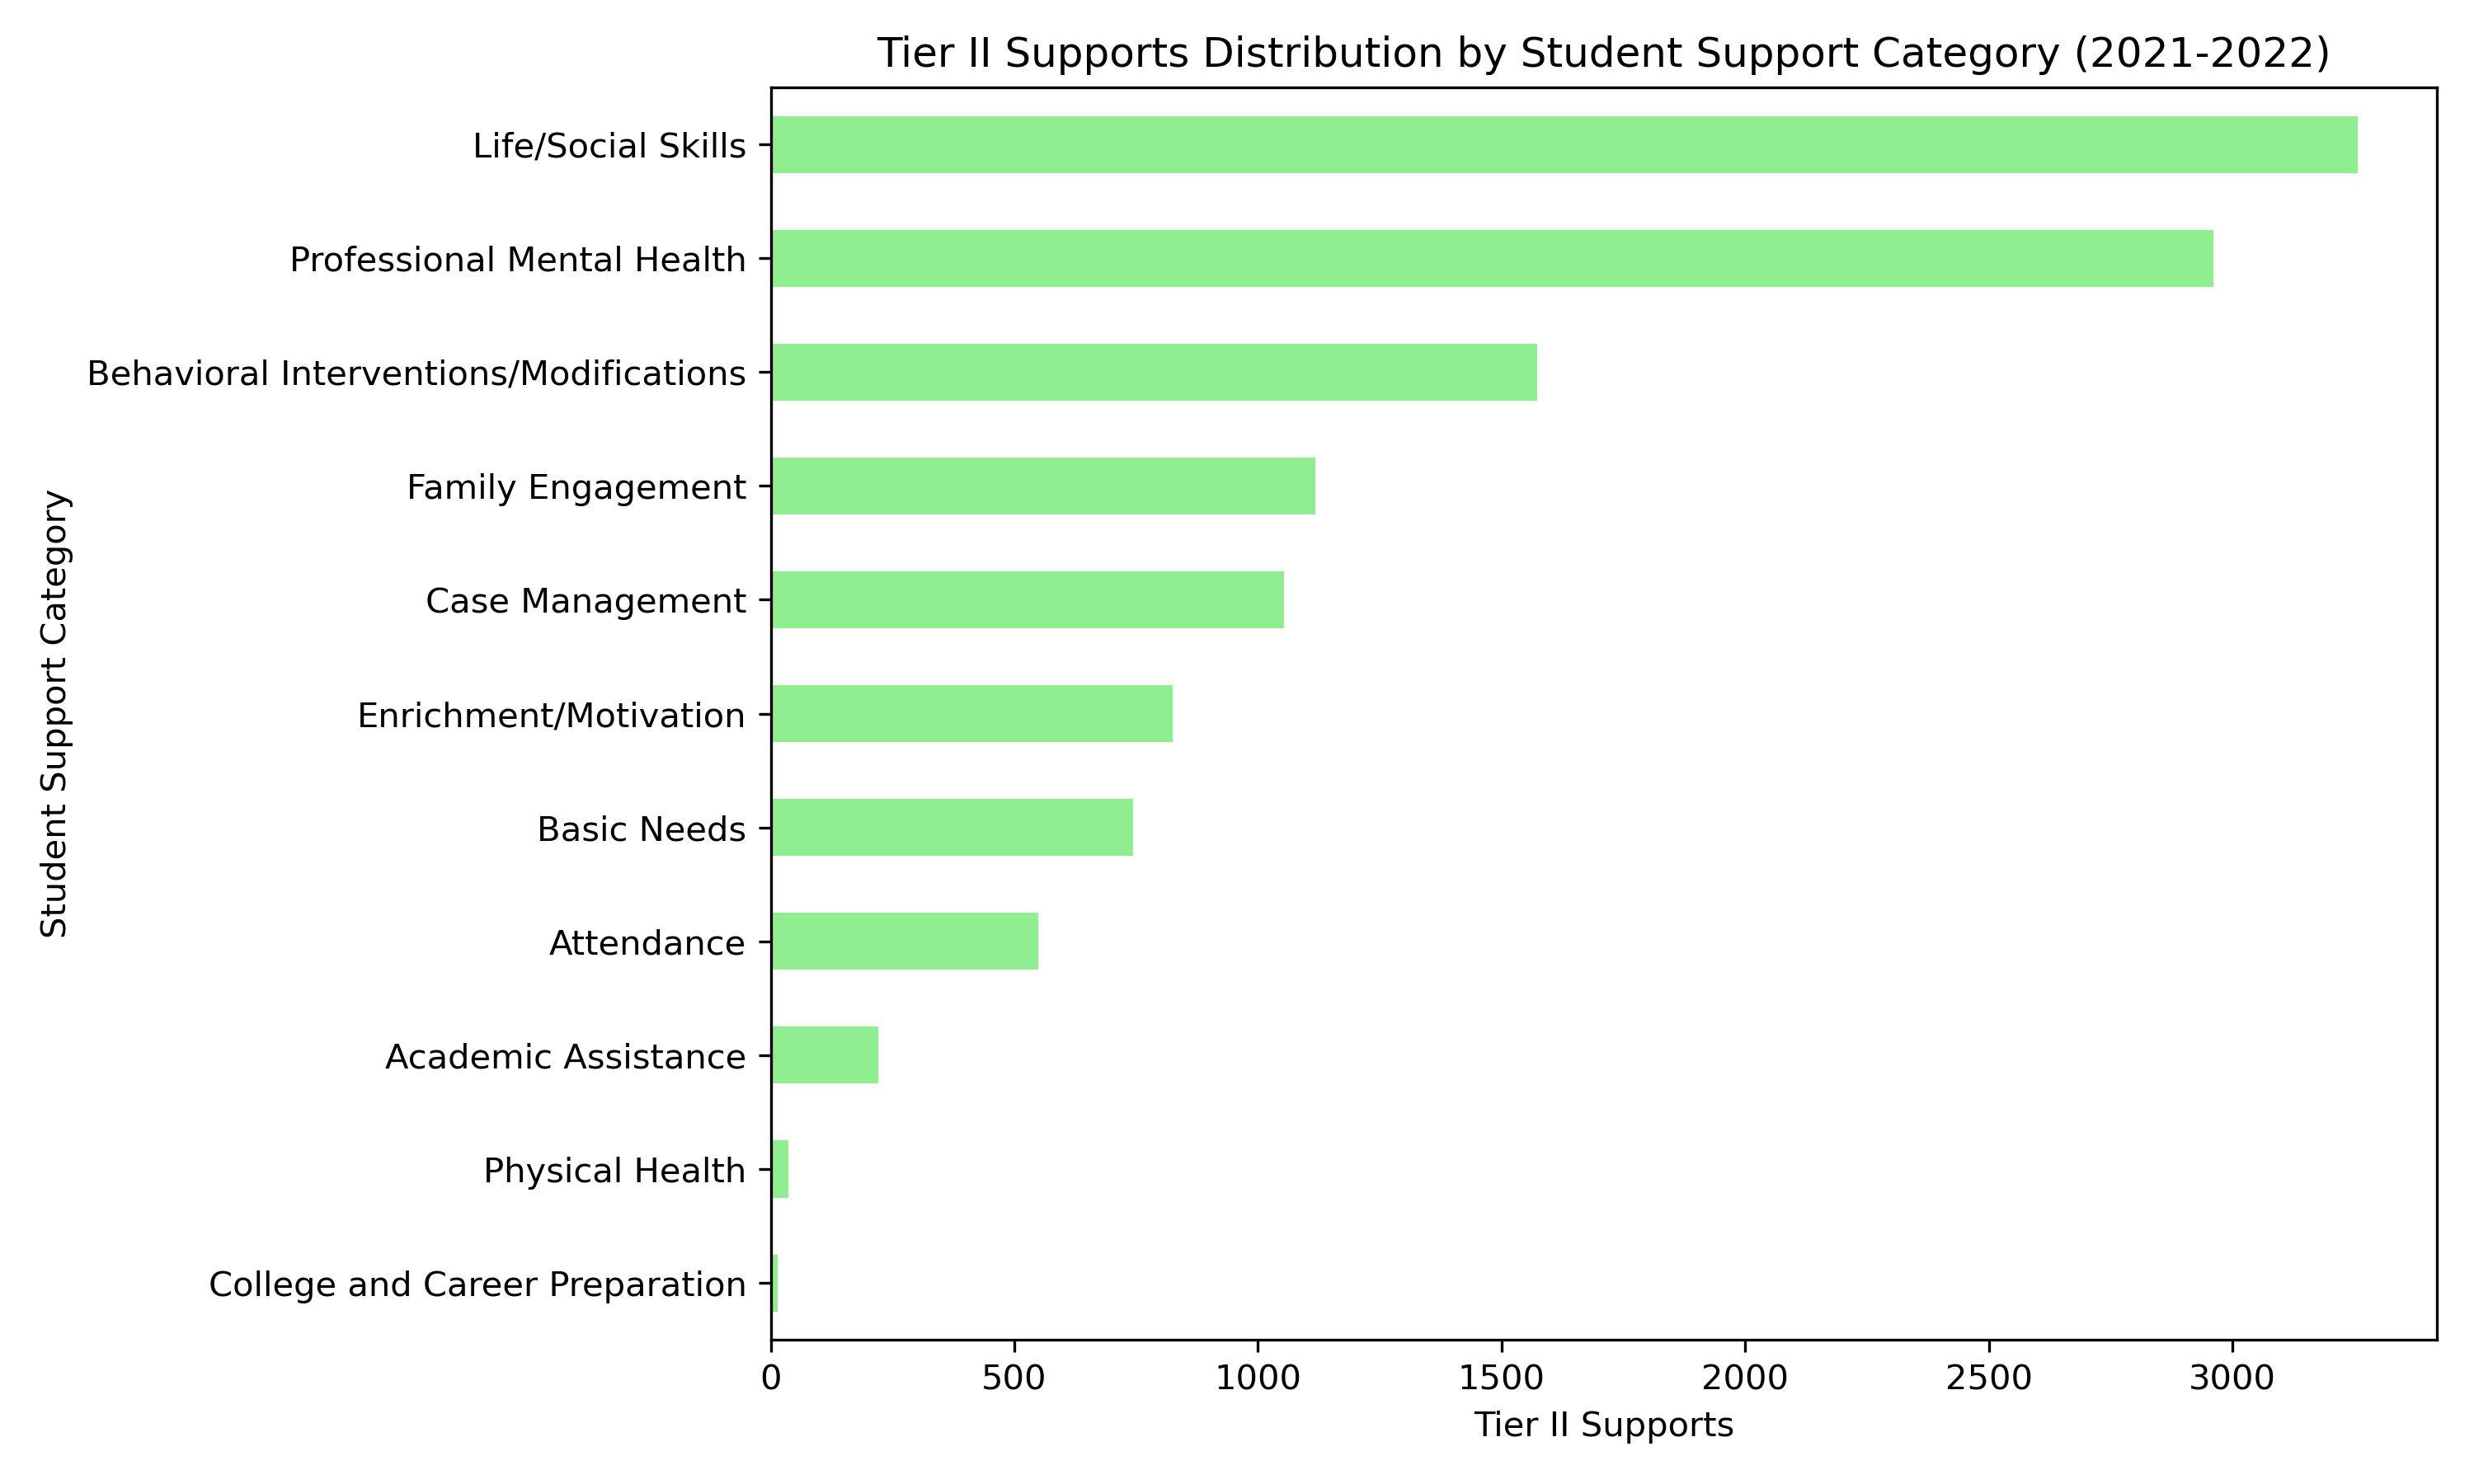 Tier II Supports Distribution by Student Support Category (2021-2022)
Student Support Category
Life/Social Skills
Professional Mental Health
Behavioral Interventions/Modifications
Family Engagement
Case Management
Enrichment/Motivation
Basic Needs
Attendance
Academic Assistance
Physical Health
College and Career Preparation
0 500 1000 1500 2000 2500 3000
Tier II Supports